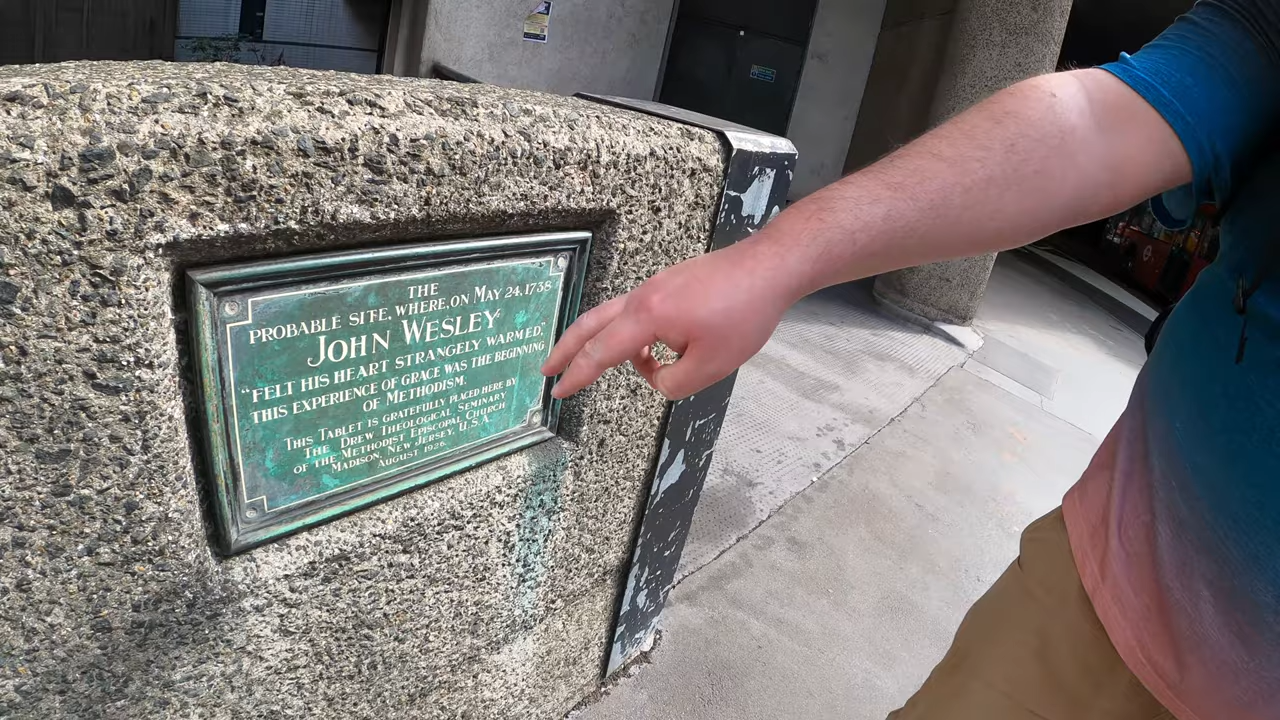 THE
PROBABLE SITE, WHERE, ON MAY 24, 1738
JOHN WESLEY
"FELT HIS HEART STRANGELY WARMED,"
THIS EXPERIENCE OF GRACE WAS THE BEGINNING
OF METHODISM.
THIS TABLET IS GRATEFULLY PLACED HERE BY
THE DREW THEOLOGICAL SEMINARY
OF THE METHODIST EPISCOPAL CHURCH
MADISON, NEW JERSEY, U.S.A.
AUGUST 1926.